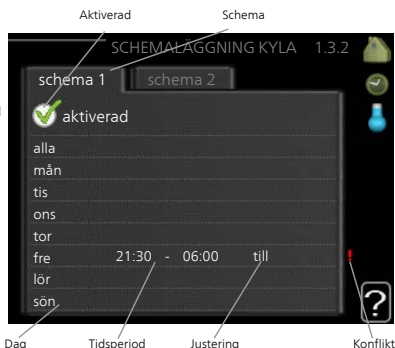 Aktiverad Schema
SCHEMALÄGGNING KYLA 1.3.2
schema 1 schema 2
aktiverad
alla
mån
tis
ons
tor
fre 21:30 - 06:00 till !
lör
sön ?
Dag Tidsperiod Justering Konflikt